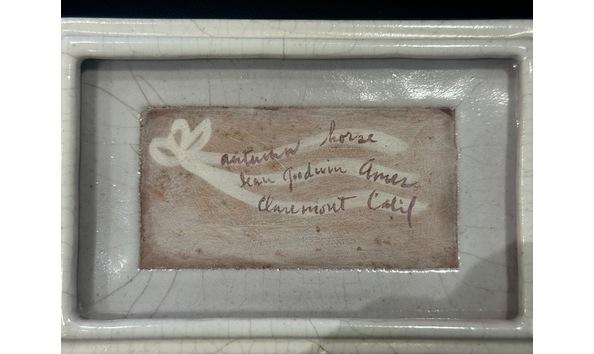 autumn horse
Jean Goodwin Ames
Claremont Calif